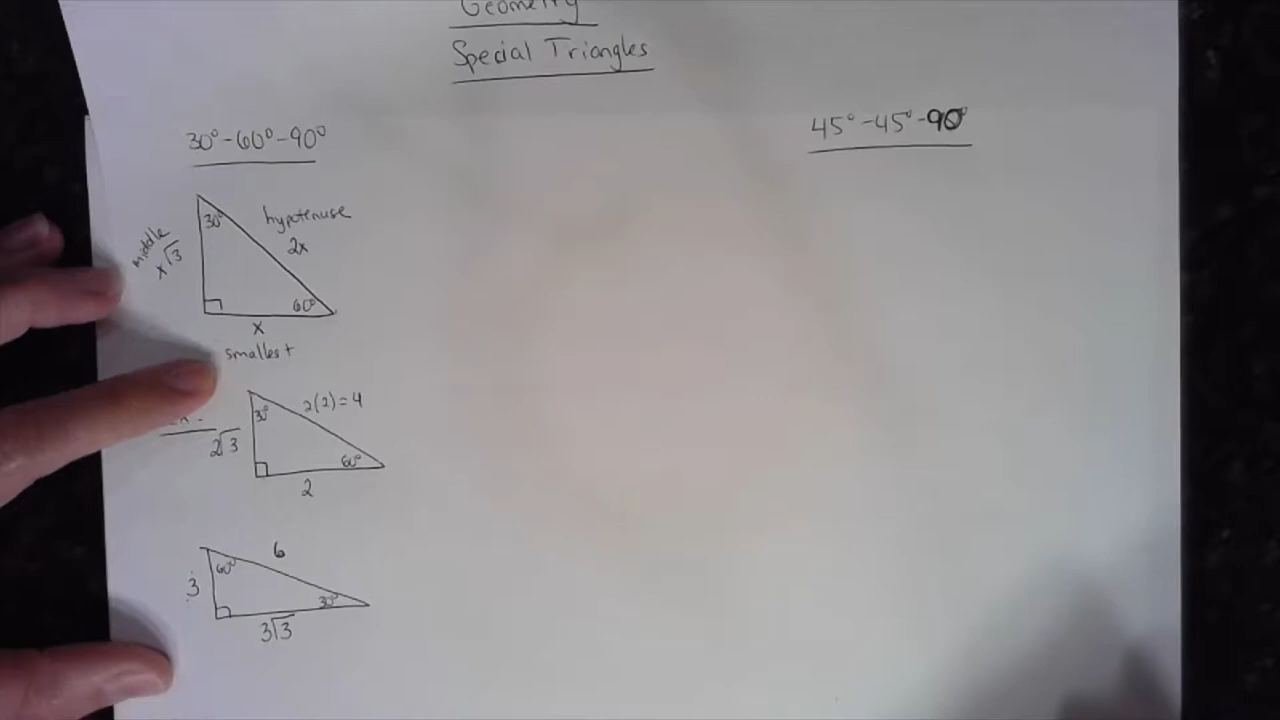 Geometry
Special Triangles
30°-60°-90°
30°
hypotenuse
2x
middle
x√3
60°
x
smallest
30°
2(2)=4
2√3
60°
2
6
60°
3
30°
3√3
45°-45°-90°